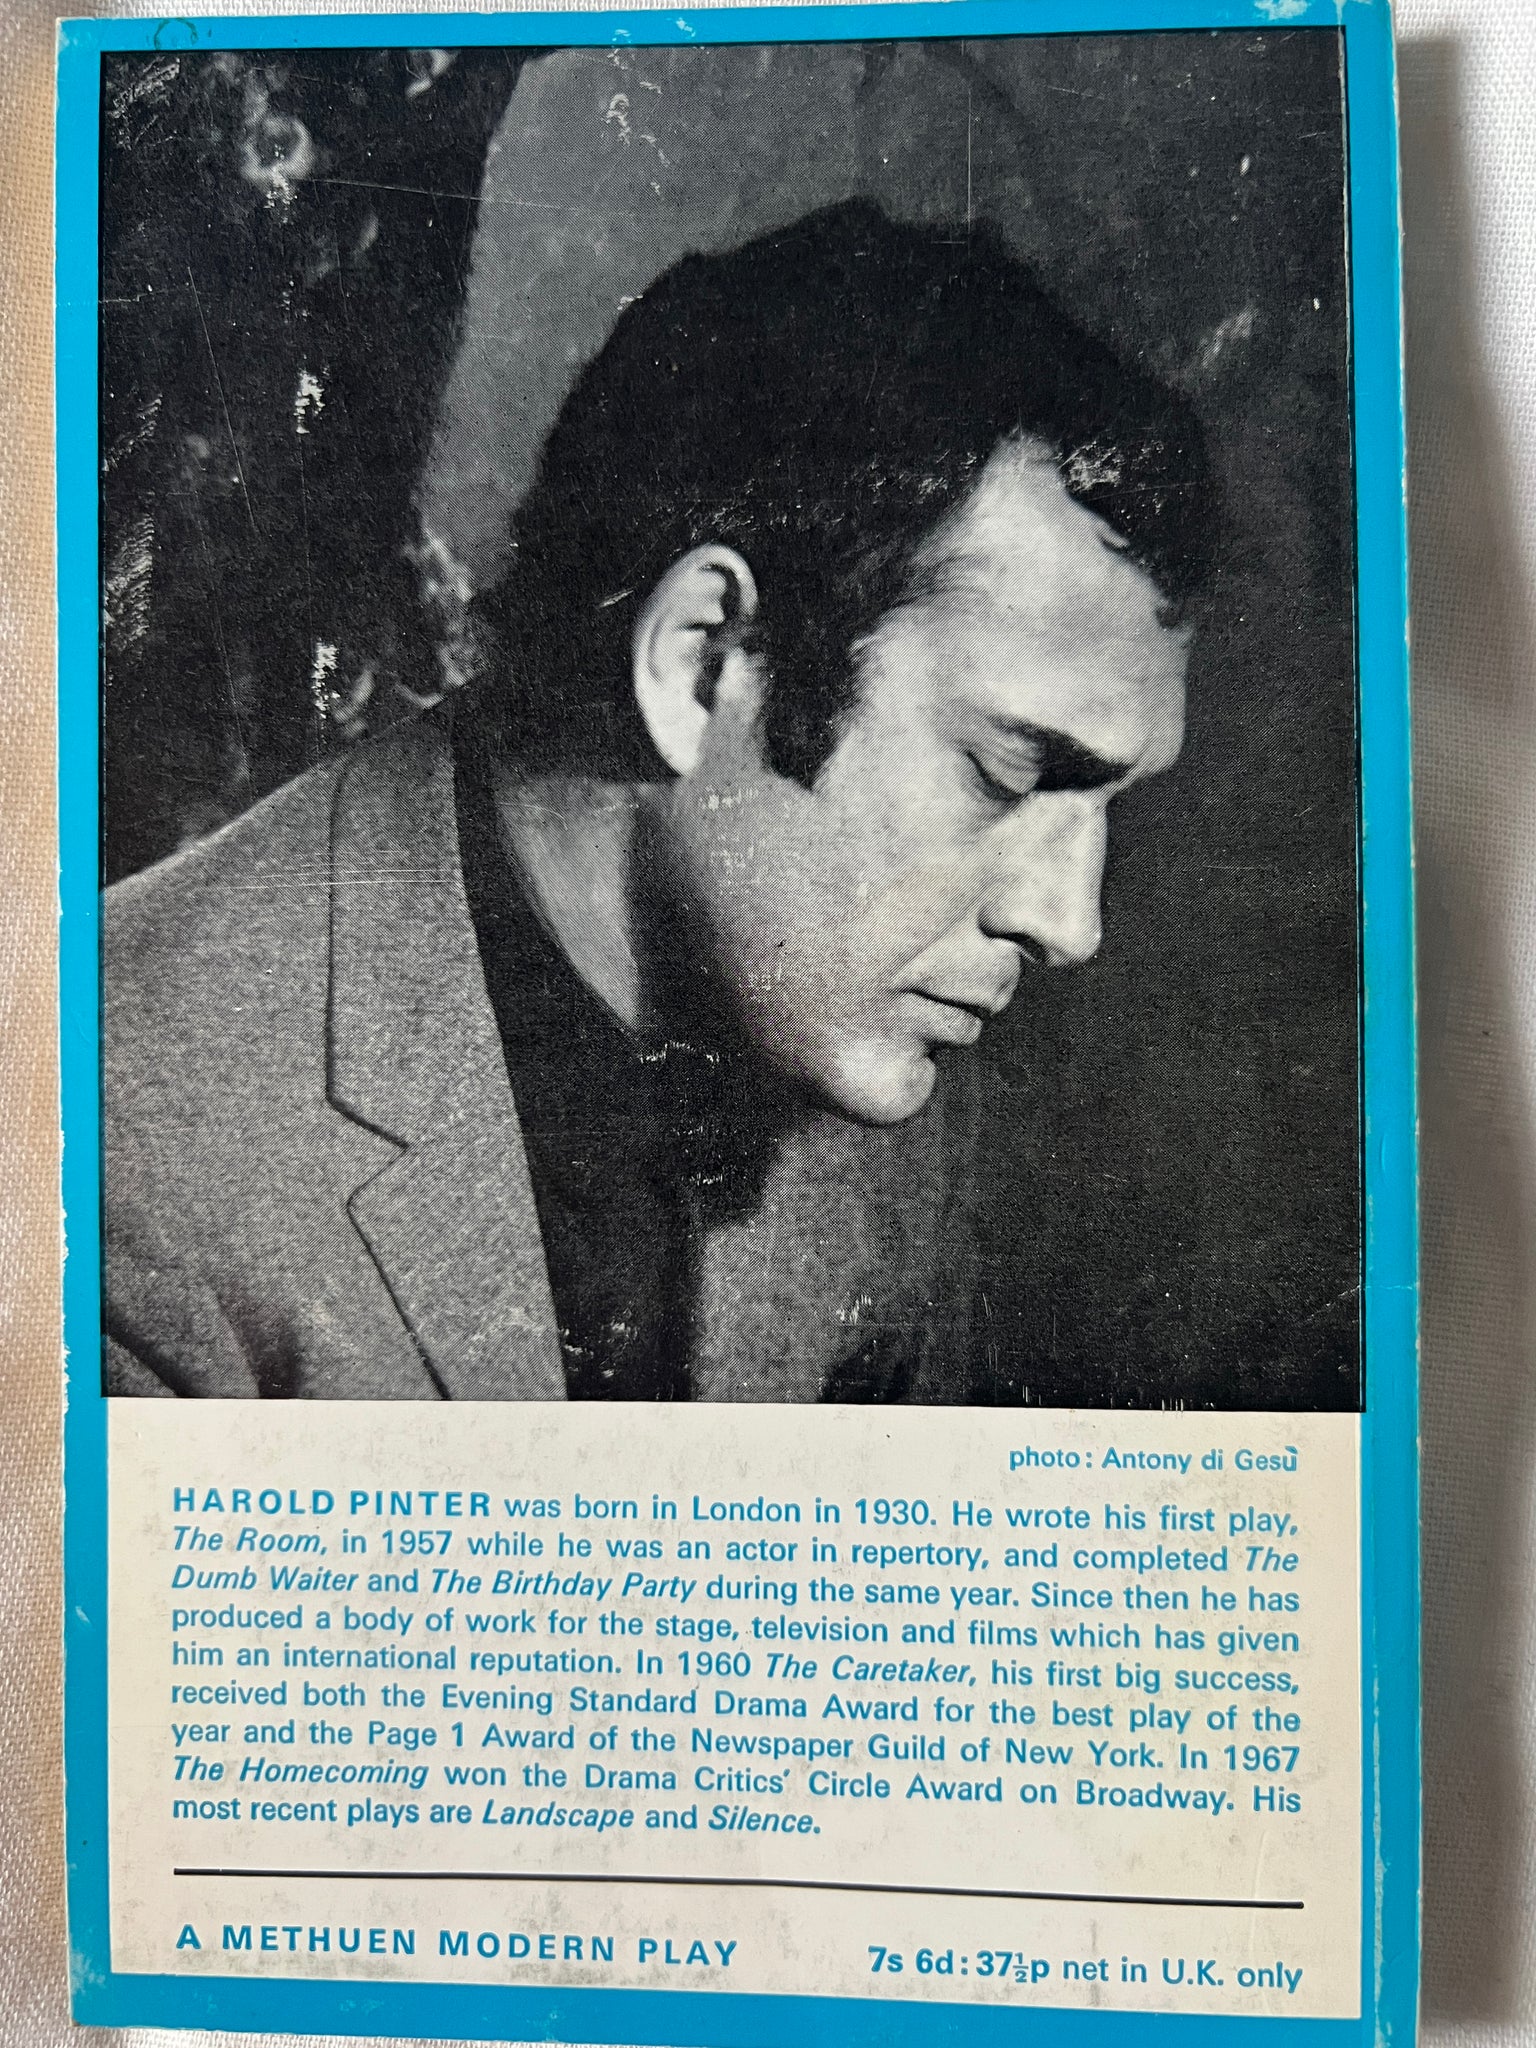 photo: Antony di Gesù
HAROLD PINTER was born in London in 1930. He wrote his first play,
The Room, in 1957 while he was an actor in repertory, and completed The
Dumb Waiter and The Birthday Party during the same year. Since then he has
produced a body of work for the stage, television and films which has given
him an international reputation. In 1960 The Caretaker, his first big success,
received both the Evening Standard Drama Award for the best play of the
year and the Page 1 Award of the Newspaper Guild of New York. In 1967
The Homecoming won the Drama Critics' Circle Award on Broadway. His
most recent plays are Landscape and Silence.
A METHUEN MODERN PLAY
7s 6d: 37½p net in U.K. only